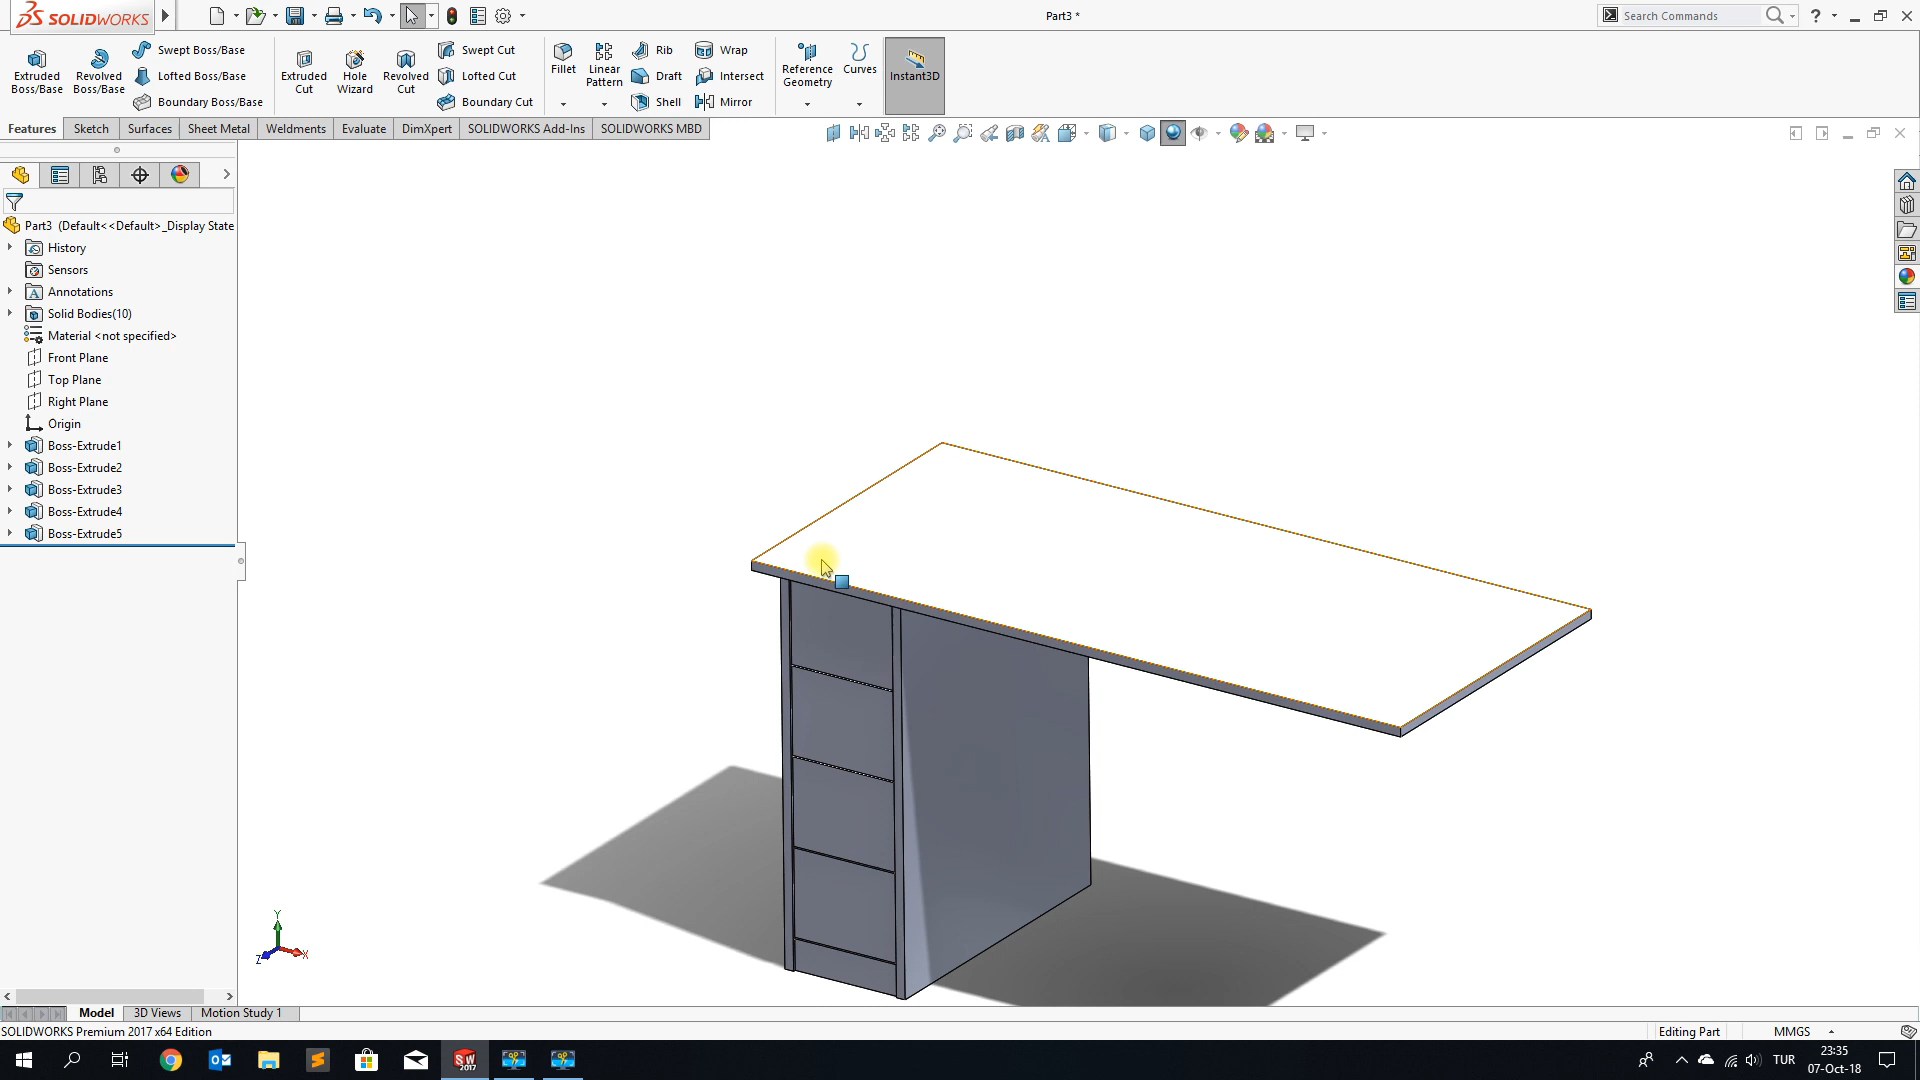 SOLIDWORKS
Part3 *
Search Commands
Extruded Boss/Base
Revolved Boss/Base
Swept Boss/Base
Lofted Boss/Base
Boundary Boss/Base
Extruded Cut
Hole Wizard
Revolved Cut
Swept Cut
Lofted Cut
Boundary Cut
Fillet
Linear Pattern
Rib
Draft
Shell
Wrap
Intersect
Mirror
Reference Geometry
Curves
Instant3D
Features
Sketch
Surfaces
Sheet Metal
Weldments
Evaluate
DimXpert
SOLIDWORKS Add-Ins
SOLIDWORKS MBD
Part3 (Default<<Default>_Display State
History
Sensors
Annotations
Solid Bodies(10)
Material <not specified>
Front Plane
Top Plane
Right Plane
Origin
Boss-Extrude1
Boss-Extrude2
Boss-Extrude3
Boss-Extrude4
Boss-Extrude5
Y
Z
X
Model
3D Views
Motion Study 1
SOLIDWORKS Premium 2017 x64 Edition
Editing Part
MMGS
SW
2017
TUR
23:35
07-Oct-18